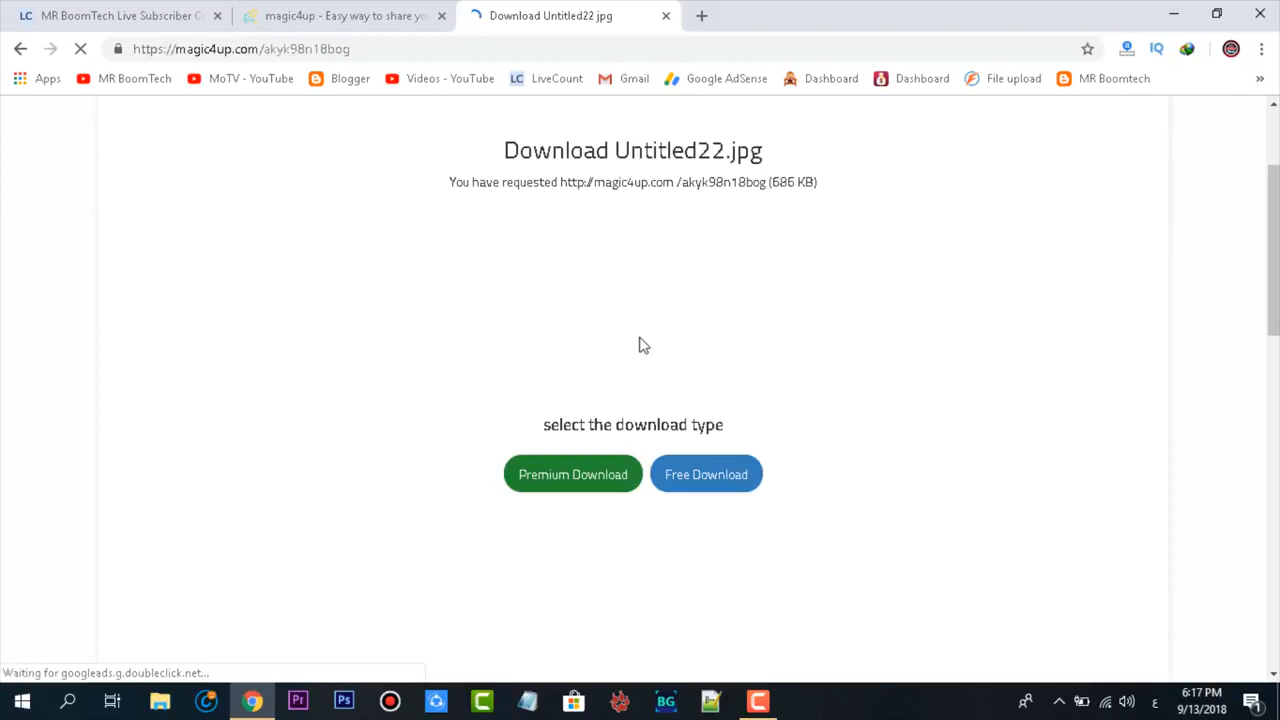 MR BoomTech Live Subscriber C
magic4up - Easy way to share yo
Download Untitled22 jpg
https://magic4up.com/akyk98n18bog
Apps
MR BoomTech
MoTV - YouTube
Blogger
Videos - YouTube
LiveCount
Gmail
Google AdSense
Dashboard
Dashboard
File upload
MR Boomtech
Download Untitled22.jpg
You have requested http://magic4up.com /akyk98n18bog (686 KB)
select the download type
Premium Download
Free Download
Waiting for googleads.g.doubleclick.net...
6:17 PM
9/13/2018